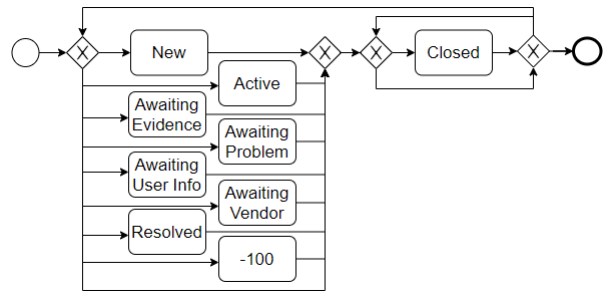 X
New
X
X
Closed
X
Active
Awaiting
Evidence
Awaiting
Problem
Awaiting
User Info
Awaiting
Vendor
Resolved
-100